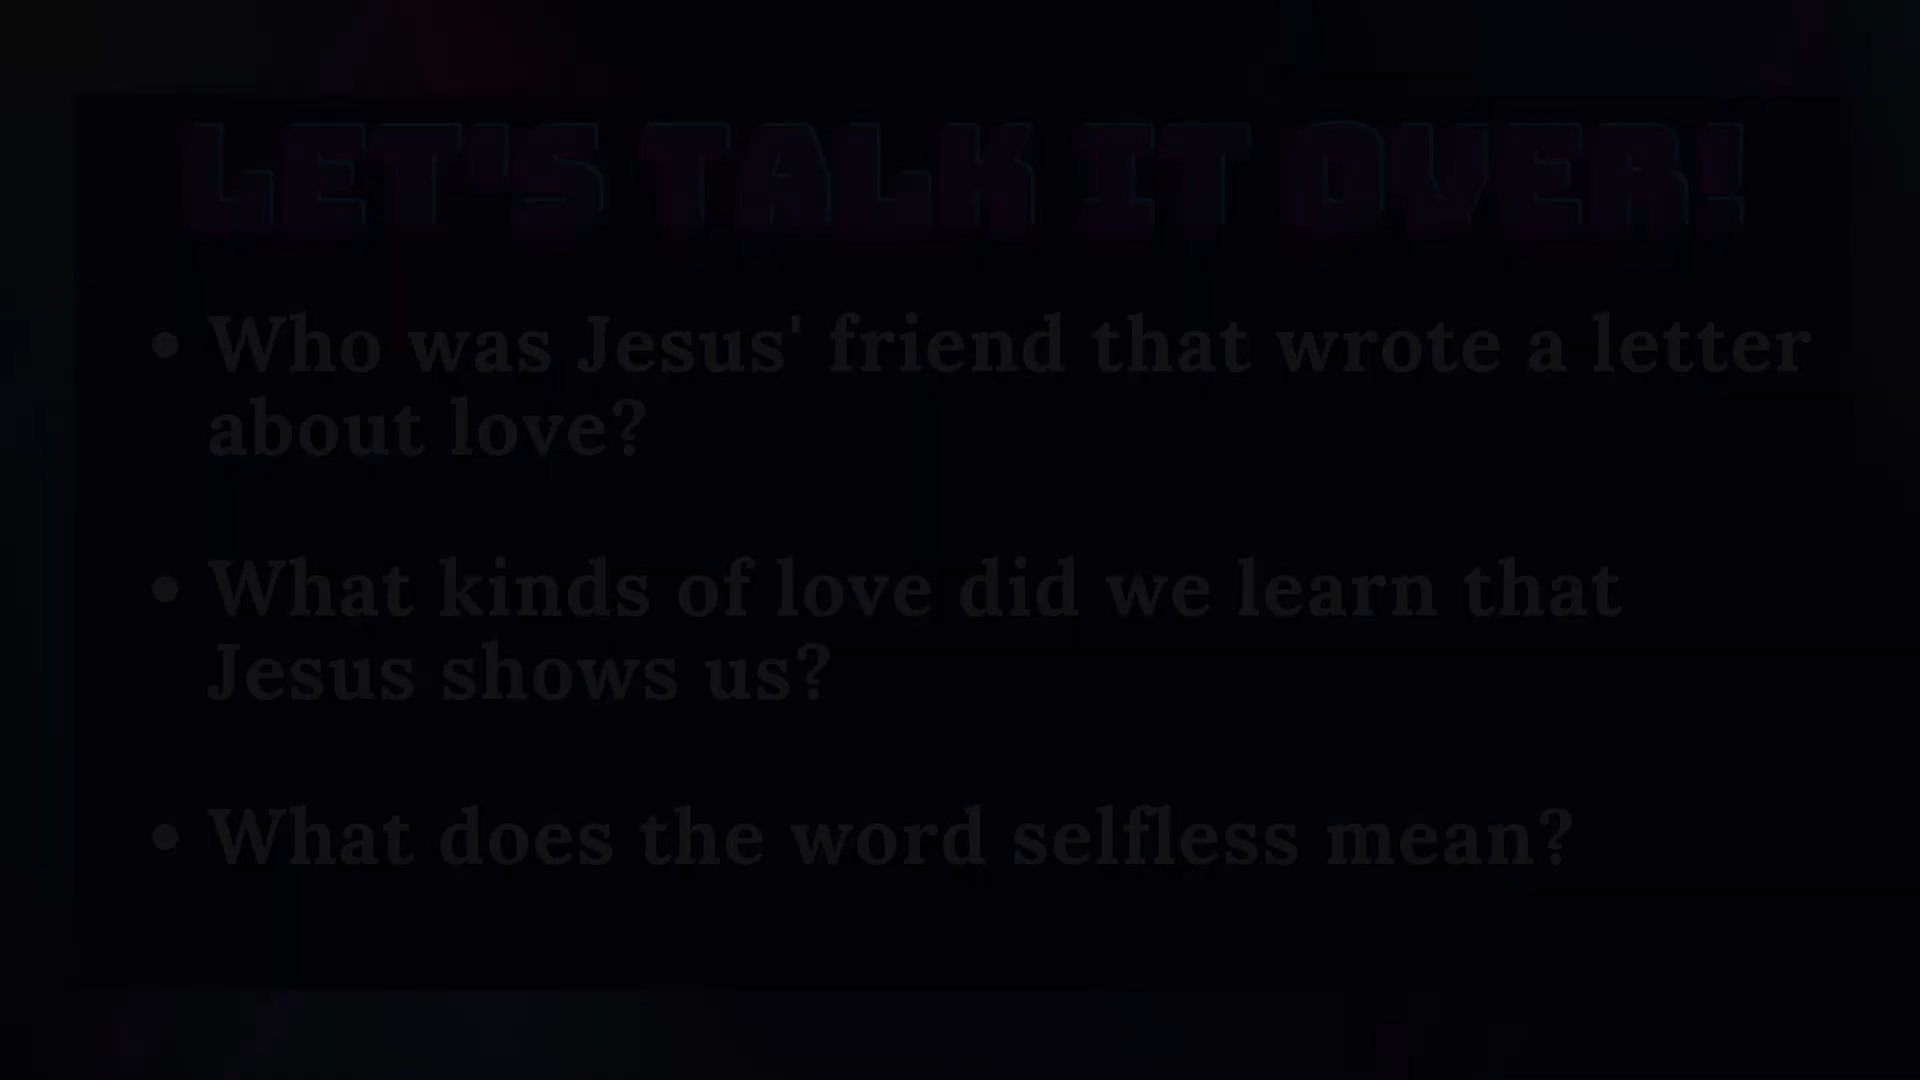 LET'S TALK IT OVER!
• Who was Jesus' friend that wrote a letter
about love?
• What kinds of love did we learn that
Jesus shows us?
• What does the word selfless mean?